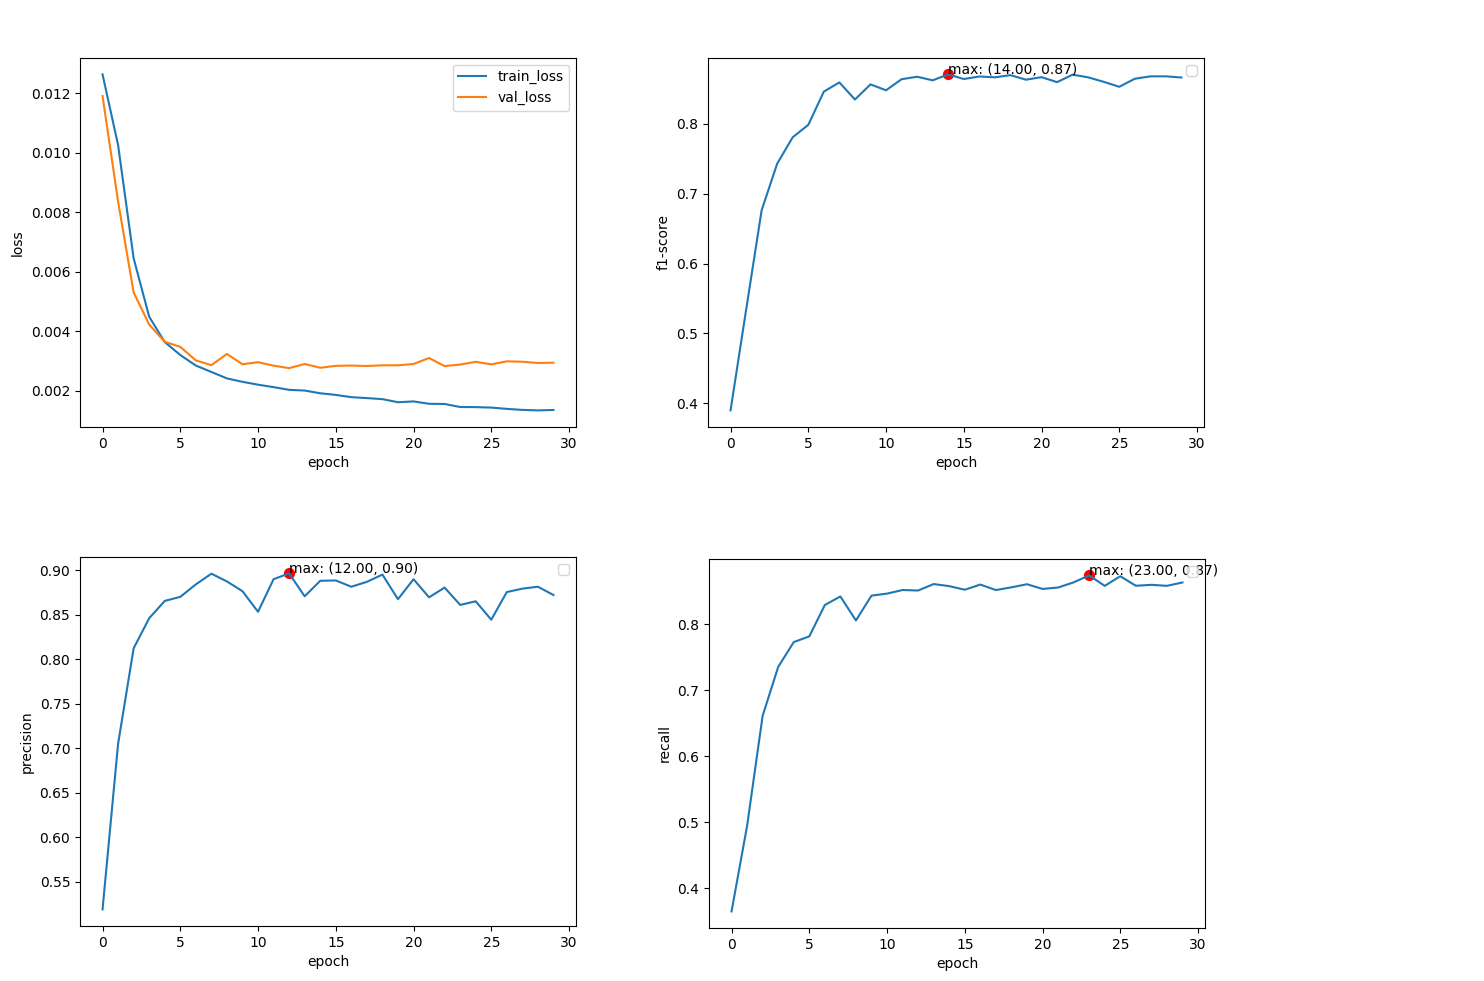 train_loss
val_loss
0.012
0.010
0.008
0.006
0.004
0.002
loss
0 5 10 15 20 25 30
epoch
max: (14.00, 0.87)
0.8
0.7
0.6
0.5
0.4
f1-score
0 5 10 15 20 25 30
epoch
max: (12.00, 0.90)
0.90
0.85
0.80
0.75
0.70
0.65
0.60
0.55
precision
0 5 10 15 20 25 30
epoch
max: (23.00, 0.87)
0.8
0.7
0.6
0.5
0.4
recall
0 5 10 15 20 25 30
epoch